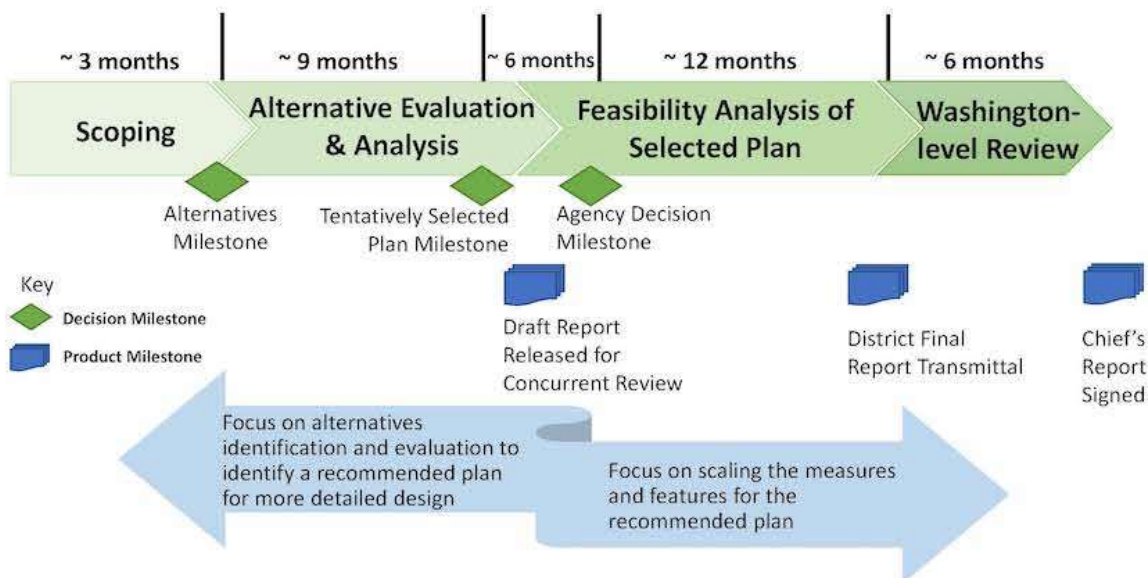 ~ 3 months
~ 9 months
~ 6 months
~ 12 months
~ 6 months
Scoping
Alternative Evaluation
& Analysis
Feasibility Analysis of
Selected Plan
Washington-
level Review
Alternatives
Milestone
Tentatively Selected
Plan Milestone
Agency Decision
Milestone
Key
Decision Milestone
Product Milestone
Draft Report
Released for
Concurrent Review
District Final
Report Transmittal
Chief's
Report
Signed
Focus on alternatives
identification and evaluation to
identify a recommended plan
for more detailed design
Focus on scaling the measures
and features for the
recommended plan